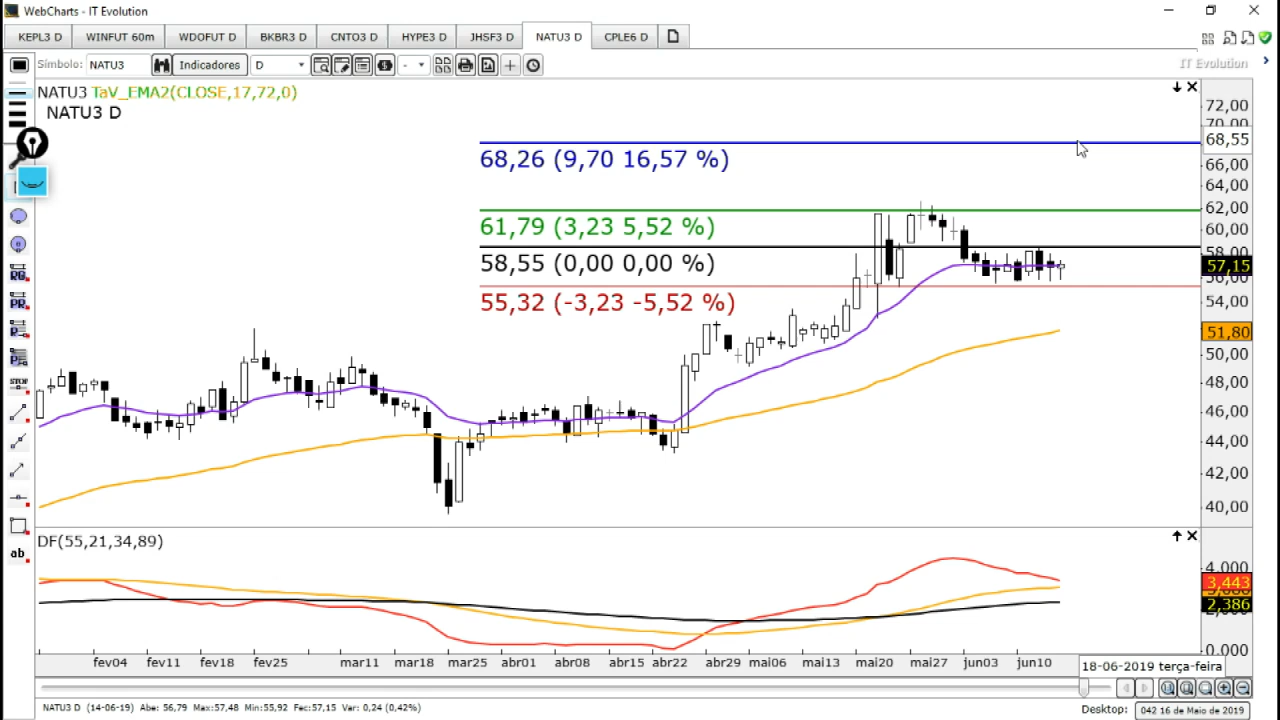 WebCharts - IT Evolution
KEPL3 D WINFUT 60m WDOFUT D BKBR3 D CNTO3 D HYPE3 D JHSF3 D NATU3 D CPLE6 D
Símbolo: NATU3 Indicadores D - IT Evolution
NATU3 TaV_EMA2(CLOSE,17,72,0)
NATU3 D
72,00
70,00
68,55
66,00
64,00
62,00
60,00
58,00
57,15
56,00
54,00
51,80
50,00
48,00
46,00
44,00
42,00
40,00
68,26 (9,70 16,57 %)
61,79 (3,23 5,52 %)
58,55 (0,00 0,00 %)
55,32 (-3,23 -5,52 %)
RG
PR
STOP
ab
DF(55,21,34,89)
4.000
3,443
2,386
0.000
fev04 fev11 fev18 fev25 mar11 mar18 mar25 abr01 abr08 abr15 abr22 abr29 mai06 mai13 mai20 mai27 jun03 jun10
18-06-2019 terça-feira
NATU3 D (14-06-19) Abe: 56,79 Max:57,48 Min:55,92 Fec:57,15 Var: 0,24 (0,42%)
Desktop: 042 16 de Maio de 2019